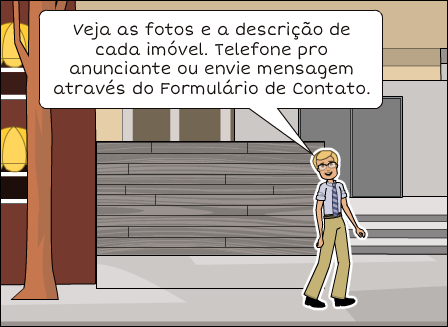 Veja as fotos e a descrição de
cada imóvel. Telefone pro
anunciante ou envie mensagem
através do Formulário de Contato.